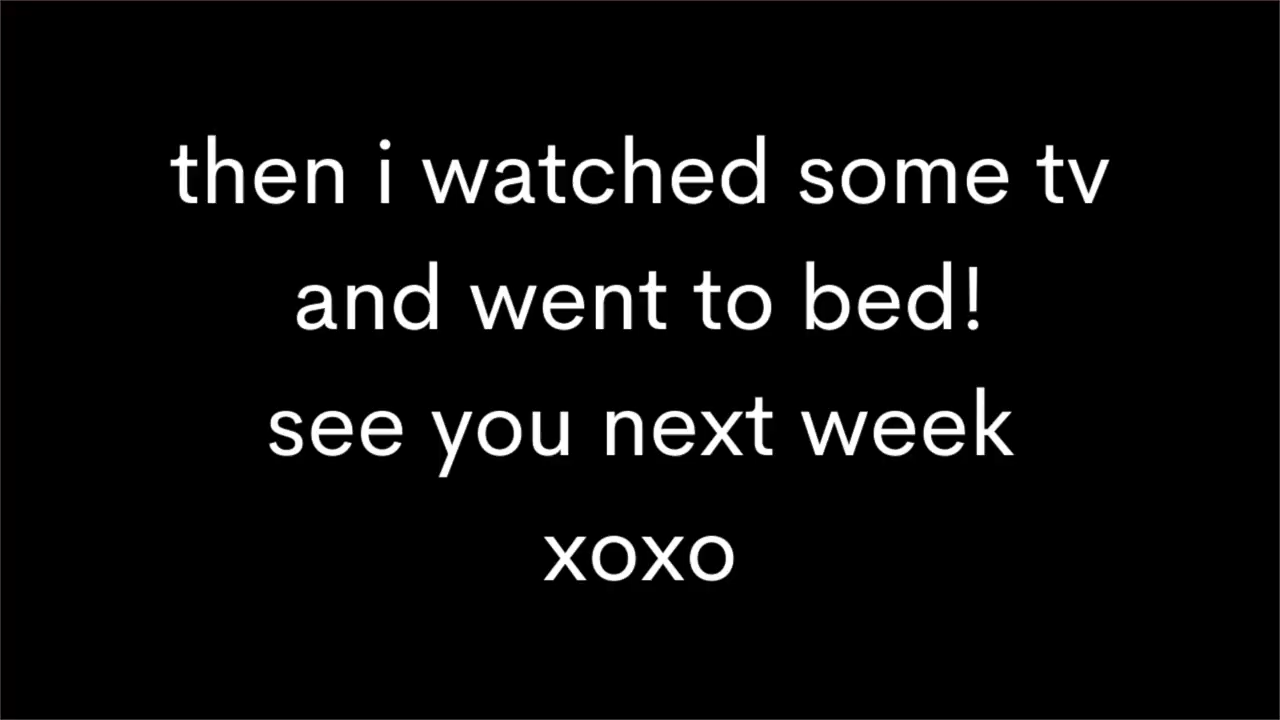 then i watched some tv
and went to bed!
see you next week
xoxo